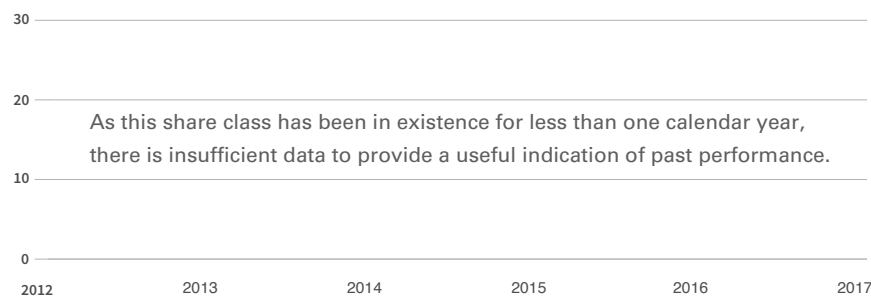 30
20
As this share class has been in existence for less than one calendar year,
there is insufficient data to provide a useful indication of past performance.
10
0
2012 2013 2014 2015 2016 2017